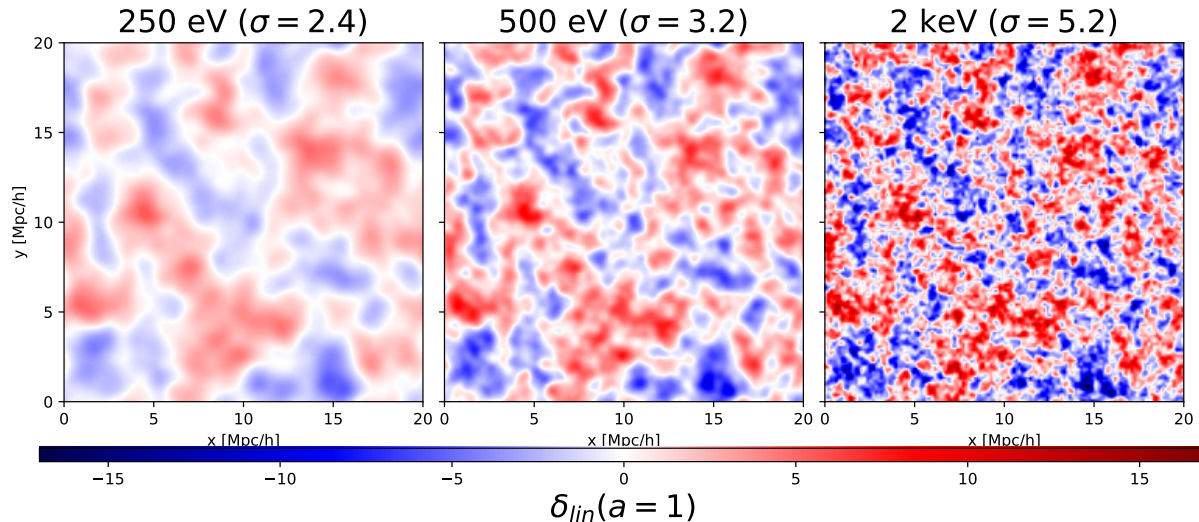 250 eV (σ = 2.4) 500 eV (σ = 3.2) 2 keV (σ = 5.2)
20
15
10
5
0
y [Mpc/h]
0 5 10 15 20 0 5 10 15 20 0 5 10 15 20
x [Mpc/h] x [Mpc/h] x [Mpc/h]
−15 −10 −5 0 5 10 15
δlin(a = 1)